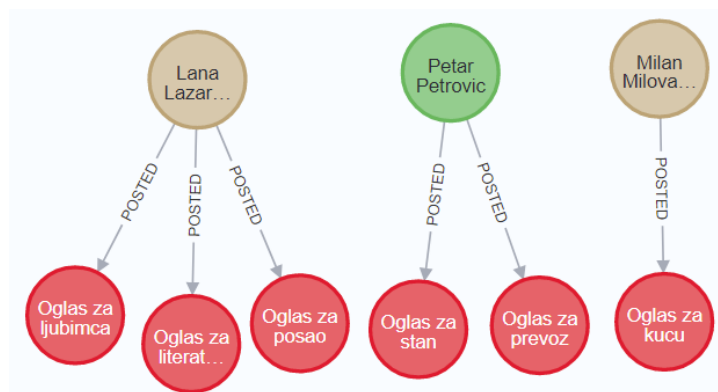 Lana
Lazar…
Petar
Petrovic
Milan
Milova…
POSTED
POSTED
POSTED
POSTED
POSTED
POSTED
Oglas za
ljubimca
Oglas za
literat…
Oglas za
posao
Oglas za
stan
Oglas za
prevoz
Oglas za
kucu